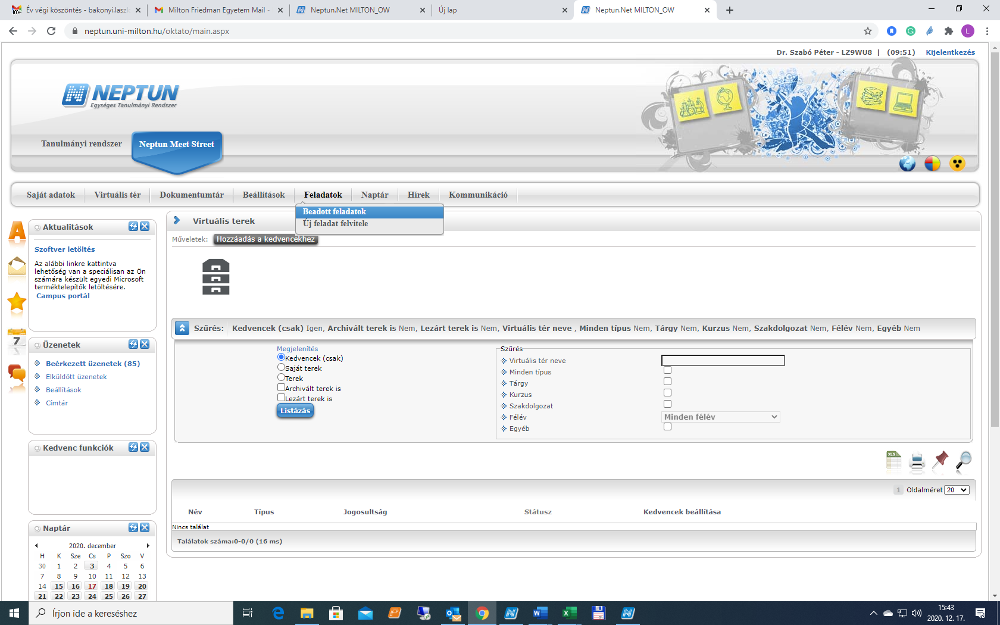 100+
Év végi köszöntés - bakonyi.laszl
Milton Friedman Egyetem Mail -
Neptun.Net MILTON_OW
Új lap
Neptun.Net MILTON_OW
neptun.uni-milton.hu/oktato/main.aspx
L
Dr. Szabó Péter - LZ9WU8 | (09:51) Kijelentkezés
NEPTUN
Egységes Tanulmányi Rendszer
Tanulmányi rendszer
Neptun Meet Street
Saját adatok
Virtuális tér
Dokumentumtár
Beállítások
Feladatok
Naptár
Hírek
Kommunikáció
Beadott feladatok
Új feladat felvitele
A
7
Aktualitások
Szoftver letöltés
Az alábbi linkre kattintva
lehetőség van a speciálisan az Ön
számára készült egyedi Microsoft
terméktelepítők letöltésére.
Campus portál
Üzenetek
Beérkezett üzenetek (85)
Elküldött üzenetek
Beállítások
Címtár
Kedvenc funkciók
Naptár
2020. december
H K Sze Cs P Szo V
30 1 2 3 4 5 6
7 8 9 10 11 12 13
14 15 16 17 18 19 20
21 22 23 24 25 26 27
Virtuális terek
Műveletek: Hozzáadás a kedvencekhez
Szűrés: Kedvencek (csak) Igen, Archivált terek is Nem, Lezárt terek is Nem, Virtuális tér neve , Minden típus Nem, Tárgy Nem, Kurzus Nem, Szakdolgozat Nem, Félév Nem, Egyéb Nem
Megjelenítés
Kedvencek (csak)
Saját terek
Terek
Archivált terek is
Lezárt terek is
Listázás
Szűrés
Virtuális tér neve
Minden típus
Tárgy
Kurzus
Szakdolgozat
Félév Minden félév
Egyéb
XLS
1 Oldalméret 20
Név Típus Jogosultság Státusz Kedvencek beállítása
Nincs találat
Találatok száma:0-0/0 (16 ms)
Írjon ide a kereséshez
15:43
2020. 12. 17.